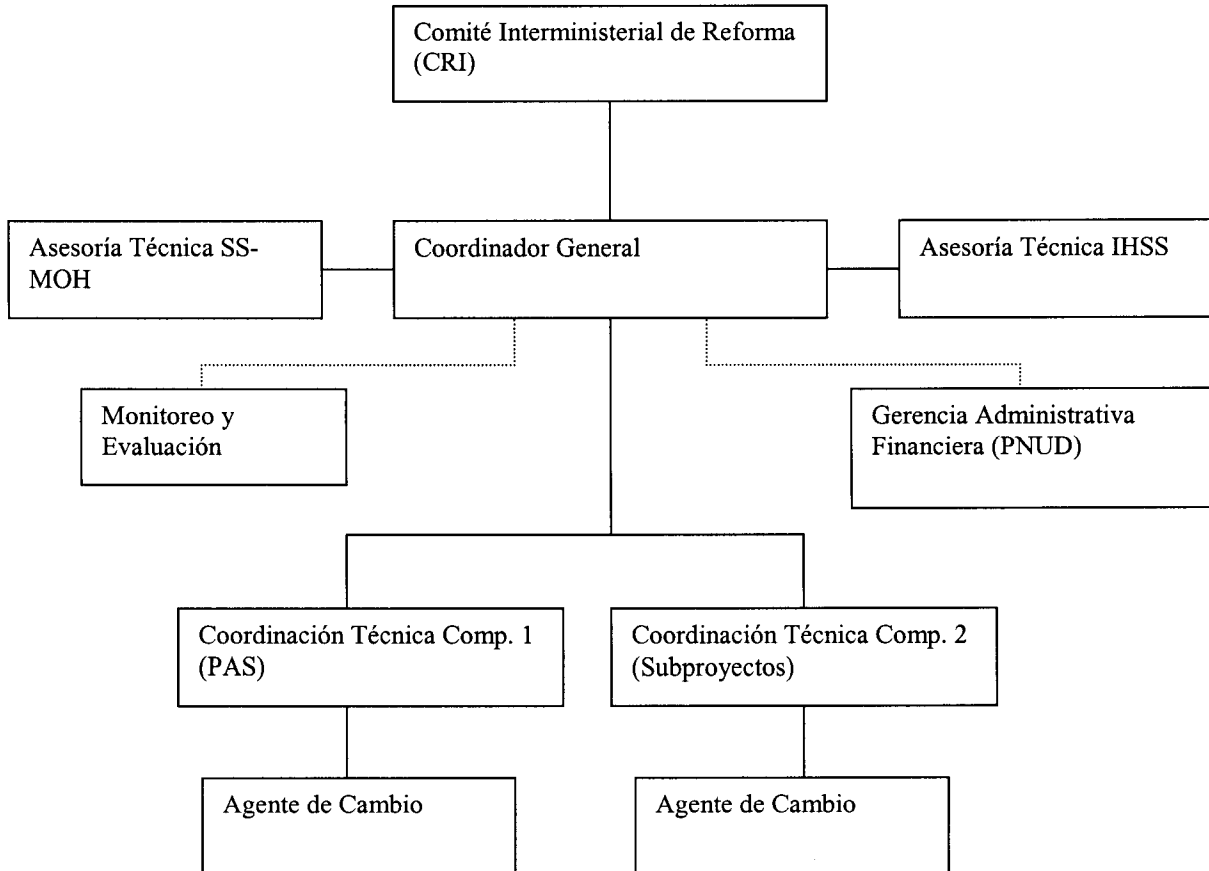 Comité Interministerial de Reforma
(CRI)
Asesoría Técnica SS-
MOH
Coordinador General
Asesoría Técnica IHSS
Monitoreo y
Evaluación
Gerencia Administrativa
Financiera (PNUD)
Coordinación Técnica Comp. 1
(PAS)
Coordinación Técnica Comp. 2
(Subproyectos)
Agente de Cambio
Agente de Cambio